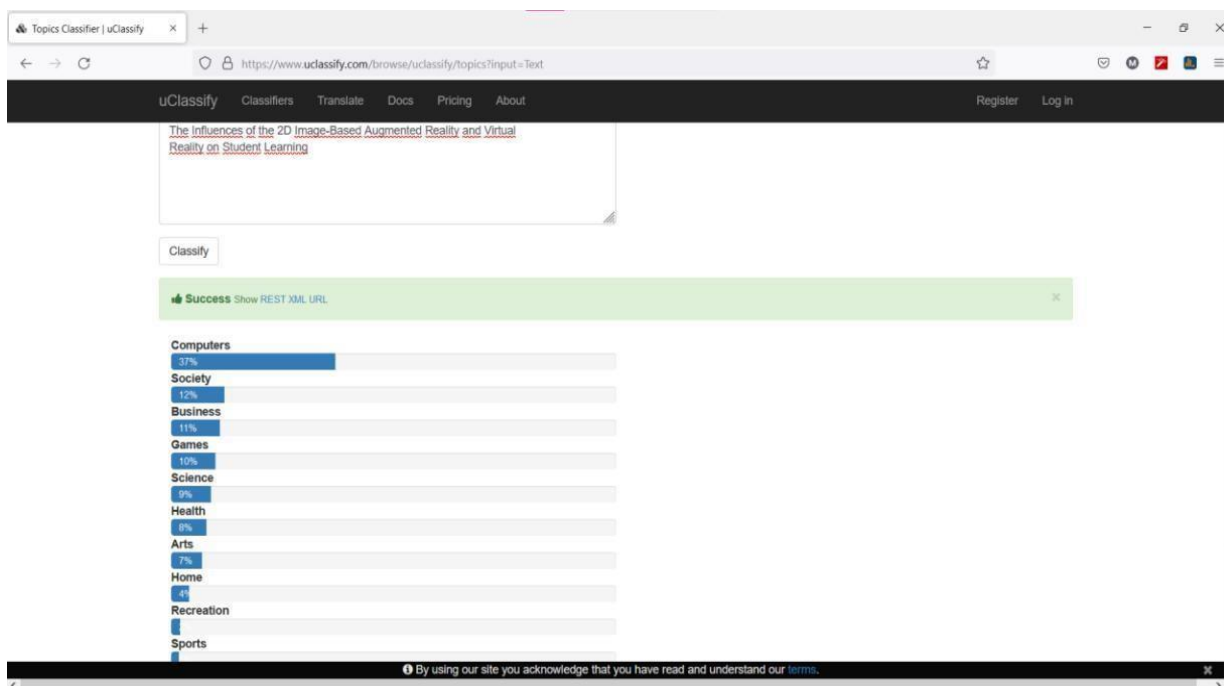 Topics Classifier | uClassify
https://www.uclassify.com/browse/uclassify/topics?input=Text
uClassify Classifiers Translate Docs Pricing About Register Log in
The Influences of the 2D Image-Based Augmented Reality and Virtual
Reality on Student Learning
Classify
Success Show REST XML URL
Computers
37%
Society
12%
Business
11%
Games
10%
Science
9%
Health
8%
Arts
7%
Home
4%
Recreation
Sports
By using our site you acknowledge that you have read and understand our terms.